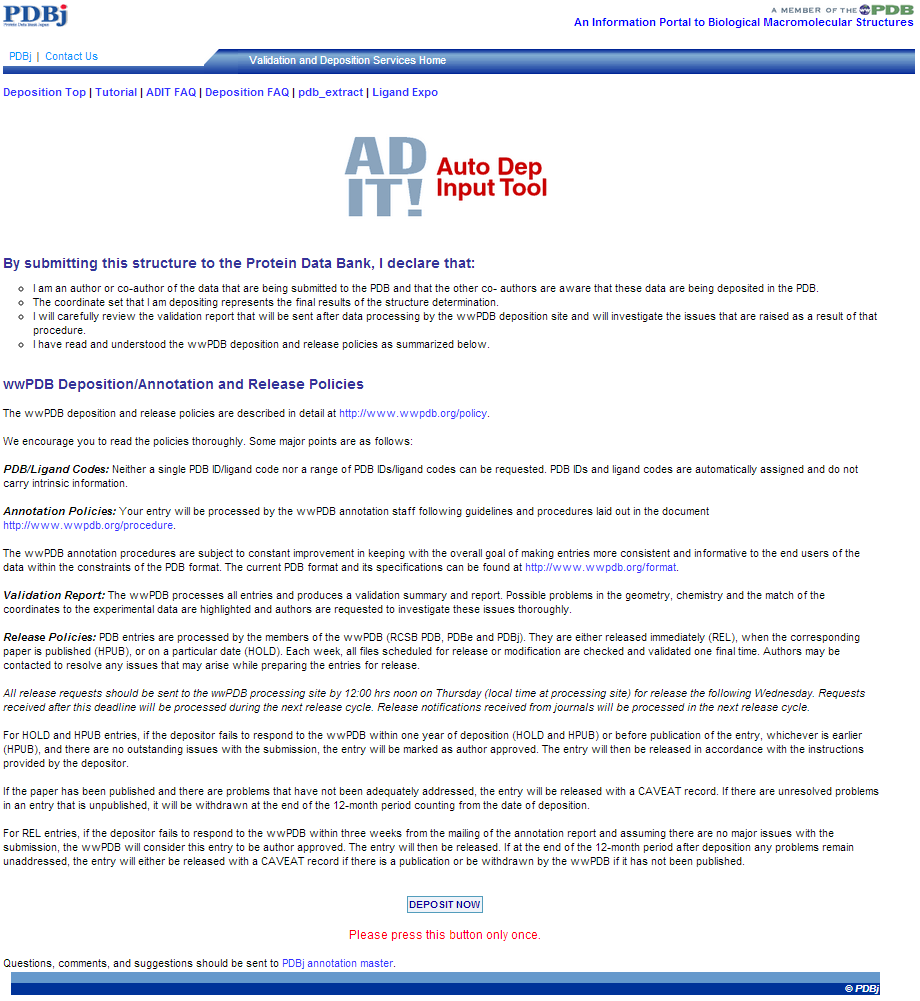 PDBj
Protein Data Bank Japan
A MEMBER OF THE PDB
An Information Portal to Biological Macromolecular Structures
PDBj | Contact Us
Validation and Deposition Services Home
Deposition Top | Tutorial | ADIT FAQ | Deposition FAQ | pdb_extract | Ligand Expo
AD
IT!
Auto Dep
Input Tool
By submitting this structure to the Protein Data Bank, I declare that:
I am an author or co-author of the data that are being submitted to the PDB and that the other co- authors are aware that these data are being deposited in the PDB.
The coordinate set that I am depositing represents the final results of the structure determination.
I will carefully review the validation report that will be sent after data processing by the wwPDB deposition site and will investigate the issues that are raised as a result of that
procedure.
I have read and understood the wwPDB deposition and release policies as summarized below.
wwPDB Deposition/Annotation and Release Policies
The wwPDB deposition and release policies are described in detail at http://www.wwpdb.org/policy.
We encourage you to read the policies thoroughly. Some major points are as follows:
PDB/Ligand Codes: Neither a single PDB ID/ligand code nor a range of PDB IDs/ligand codes can be requested. PDB IDs and ligand codes are automatically assigned and do not
carry intrinsic information.
Annotation Policies: Your entry will be processed by the wwPDB annotation staff following guidelines and procedures laid out in the document
http://www.wwpdb.org/procedure.
The wwPDB annotation procedures are subject to constant improvement in keeping with the overall goal of making entries more consistent and informative to the end users of the
data within the constraints of the PDB format. The current PDB format and its specifications can be found at http://www.wwpdb.org/format.
Validation Report: The wwPDB processes all entries and produces a validation summary and report. Possible problems in the geometry, chemistry and the match of the
coordinates to the experimental data are highlighted and authors are requested to investigate these issues thoroughly.
Release Policies: PDB entries are processed by the members of the wwPDB (RCSB PDB, PDBe and PDBj). They are either released immediately (REL), when the corresponding
paper is published (HPUB), or on a particular date (HOLD). Each week, all files scheduled for release or modification are checked and validated one final time. Authors may be
contacted to resolve any issues that may arise while preparing the entries for release.
All release requests should be sent to the wwPDB processing site by 12:00 hrs noon on Thursday (local time at processing site) for release the following Wednesday. Requests
received after this deadline will be processed during the next release cycle. Release notifications received from journals will be processed in the next release cycle.
For HOLD and HPUB entries, if the depositor fails to respond to the wwPDB within one year of deposition (HOLD and HPUB) or before publication of the entry, whichever is earlier
(HPUB), and there are no outstanding issues with the submission, the entry will be marked as author approved. The entry will then be released in accordance with the instructions
provided by the depositor.
If the paper has been published and there are problems that have not been adequately addressed, the entry will be released with a CAVEAT record. If there are unresolved problems
in an entry that is unpublished, it will be withdrawn at the end of the 12-month period counting from the date of deposition.
For REL entries, if the depositor fails to respond to the wwPDB within three weeks from the mailing of the annotation report and assuming there are no major issues with the
submission, the wwPDB will consider this entry to be author approved. The entry will then be released. If at the end of the 12-month period after deposition any problems remain
unaddressed, the entry will either be released with a CAVEAT record if there is a publication or be withdrawn by the wwPDB if it has not been published.
DEPOSIT NOW
Please press this button only once.
Questions, comments, and suggestions should be sent to PDBj annotation master.
© PDBj